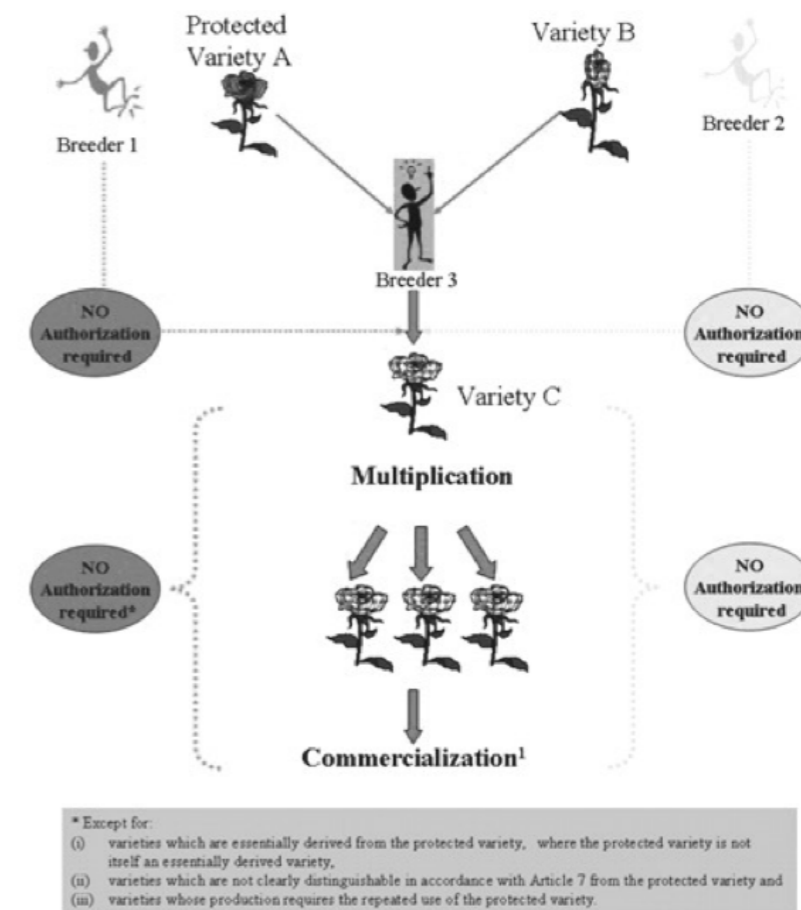 Protected
Variety A
Variety B
Breeder 1
Breeder 2
Breeder 3
NO
Authorization
required
NO
Authorization
required
Variety C
Multiplication
NO
Authorization
required*
NO
Authorization
required
Commercialization¹
* Except for:
(i) varieties which are essentially derived from the protected variety, where the protected variety is not
itself an essentially derived variety,
(ii) varieties which are not clearly distinguishable in accordance with Article 7 from the protected variety and
(iii) varieties whose production requires the repeated use of the protected variety.